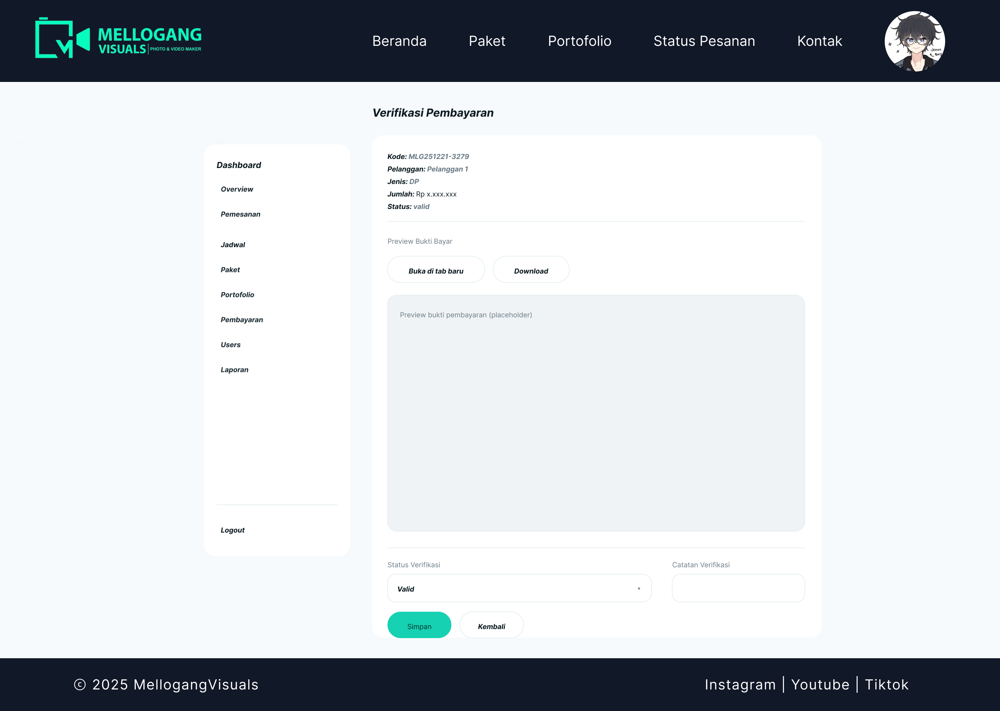 MELLOGANG
VISUALS PHOTO & VIDEO MAKER
Beranda Paket Portofolio Status Pesanan Kontak
Jenius
Boy
Verifikasi Pembayaran
Dashboard
Overview
Pemesanan
Jadwal
Paket
Portofolio
Pembayaran
Users
Laporan
Logout
Kode: MLG251221-3279
Pelanggan: Pelanggan 1
Jenis: DP
Jumlah: Rp x.xxx.xxx
Status: valid
Preview Bukti Bayar
Buka di tab baru Download
Preview bukti pembayaran (placeholder)
Status Verifikasi Catatan Verifikasi
Valid
Simpan Kembali
© 2025 MellogangVisuals Instagram | Youtube | Tiktok